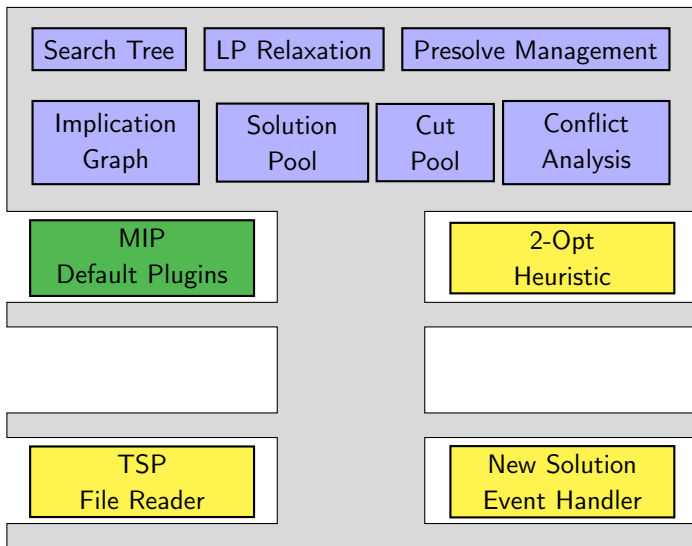 Search Tree
LP Relaxation
Presolve Management
Implication
Graph
Solution
Pool
Cut
Pool
Conflict
Analysis
MIP
Default Plugins
2-Opt
Heuristic
TSP
File Reader
New Solution
Event Handler